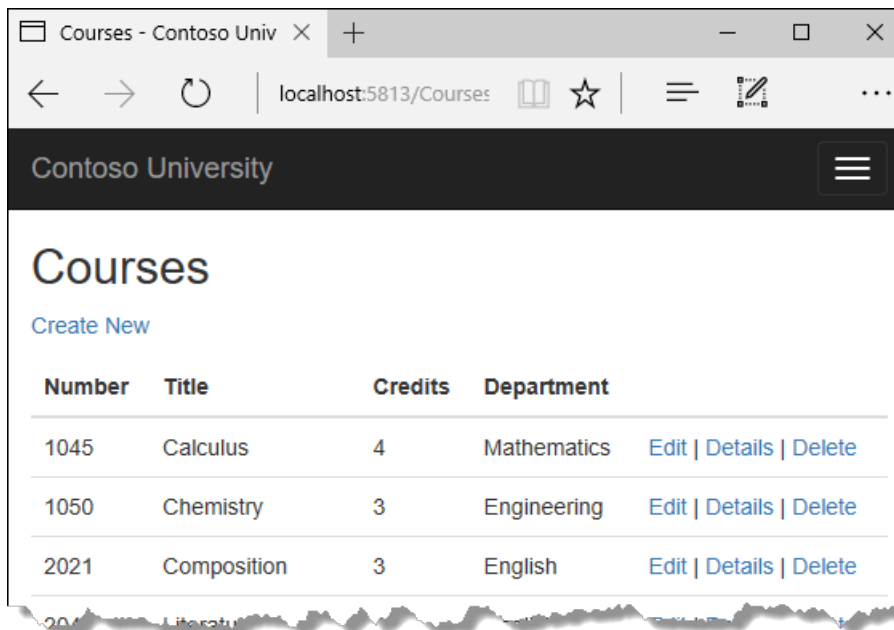 Courses - Contoso Univ
localhost:5813/Courses
Contoso University
Courses
Create New
Number Title Credits Department
1045 Calculus 4 Mathematics Edit | Details | Delete
1050 Chemistry 3 Engineering Edit | Details | Delete
2021 Composition 3 English Edit | Details | Delete